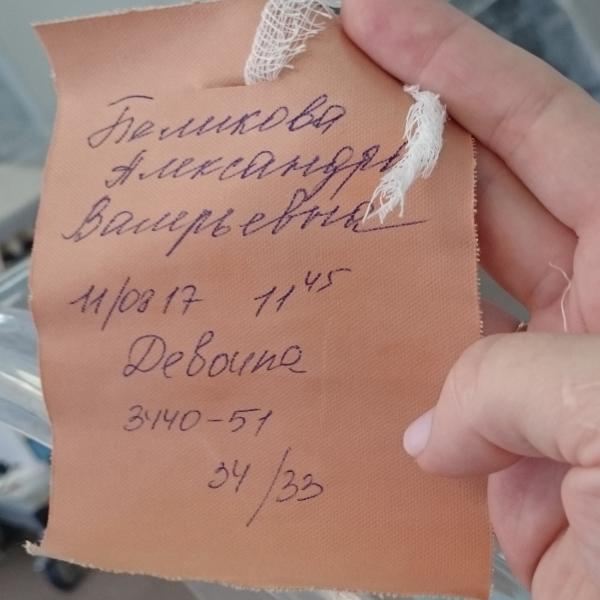 Беликова
Александра
Валерьевна
11/08 17 11 45
Девочка
3440-51
34/33